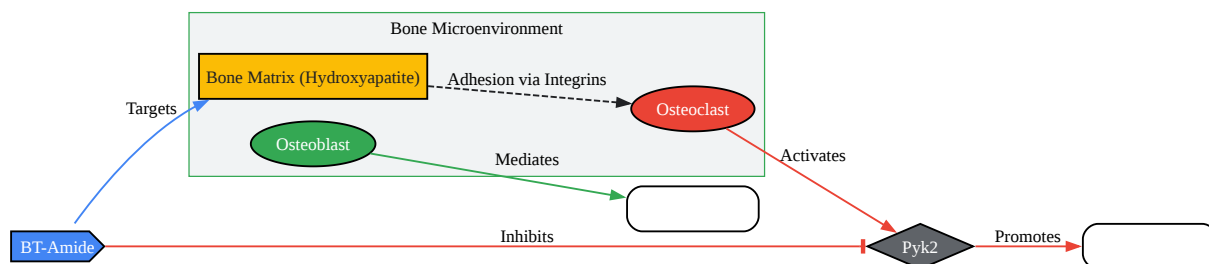 Bone Microenvironment
Bone Matrix (Hydroxyapatite)
Adhesion via Integrins
Osteoclast
Targets
Osteoblast
Mediates
Activates
BT-Amide
Inhibits
Pyk2
Promotes